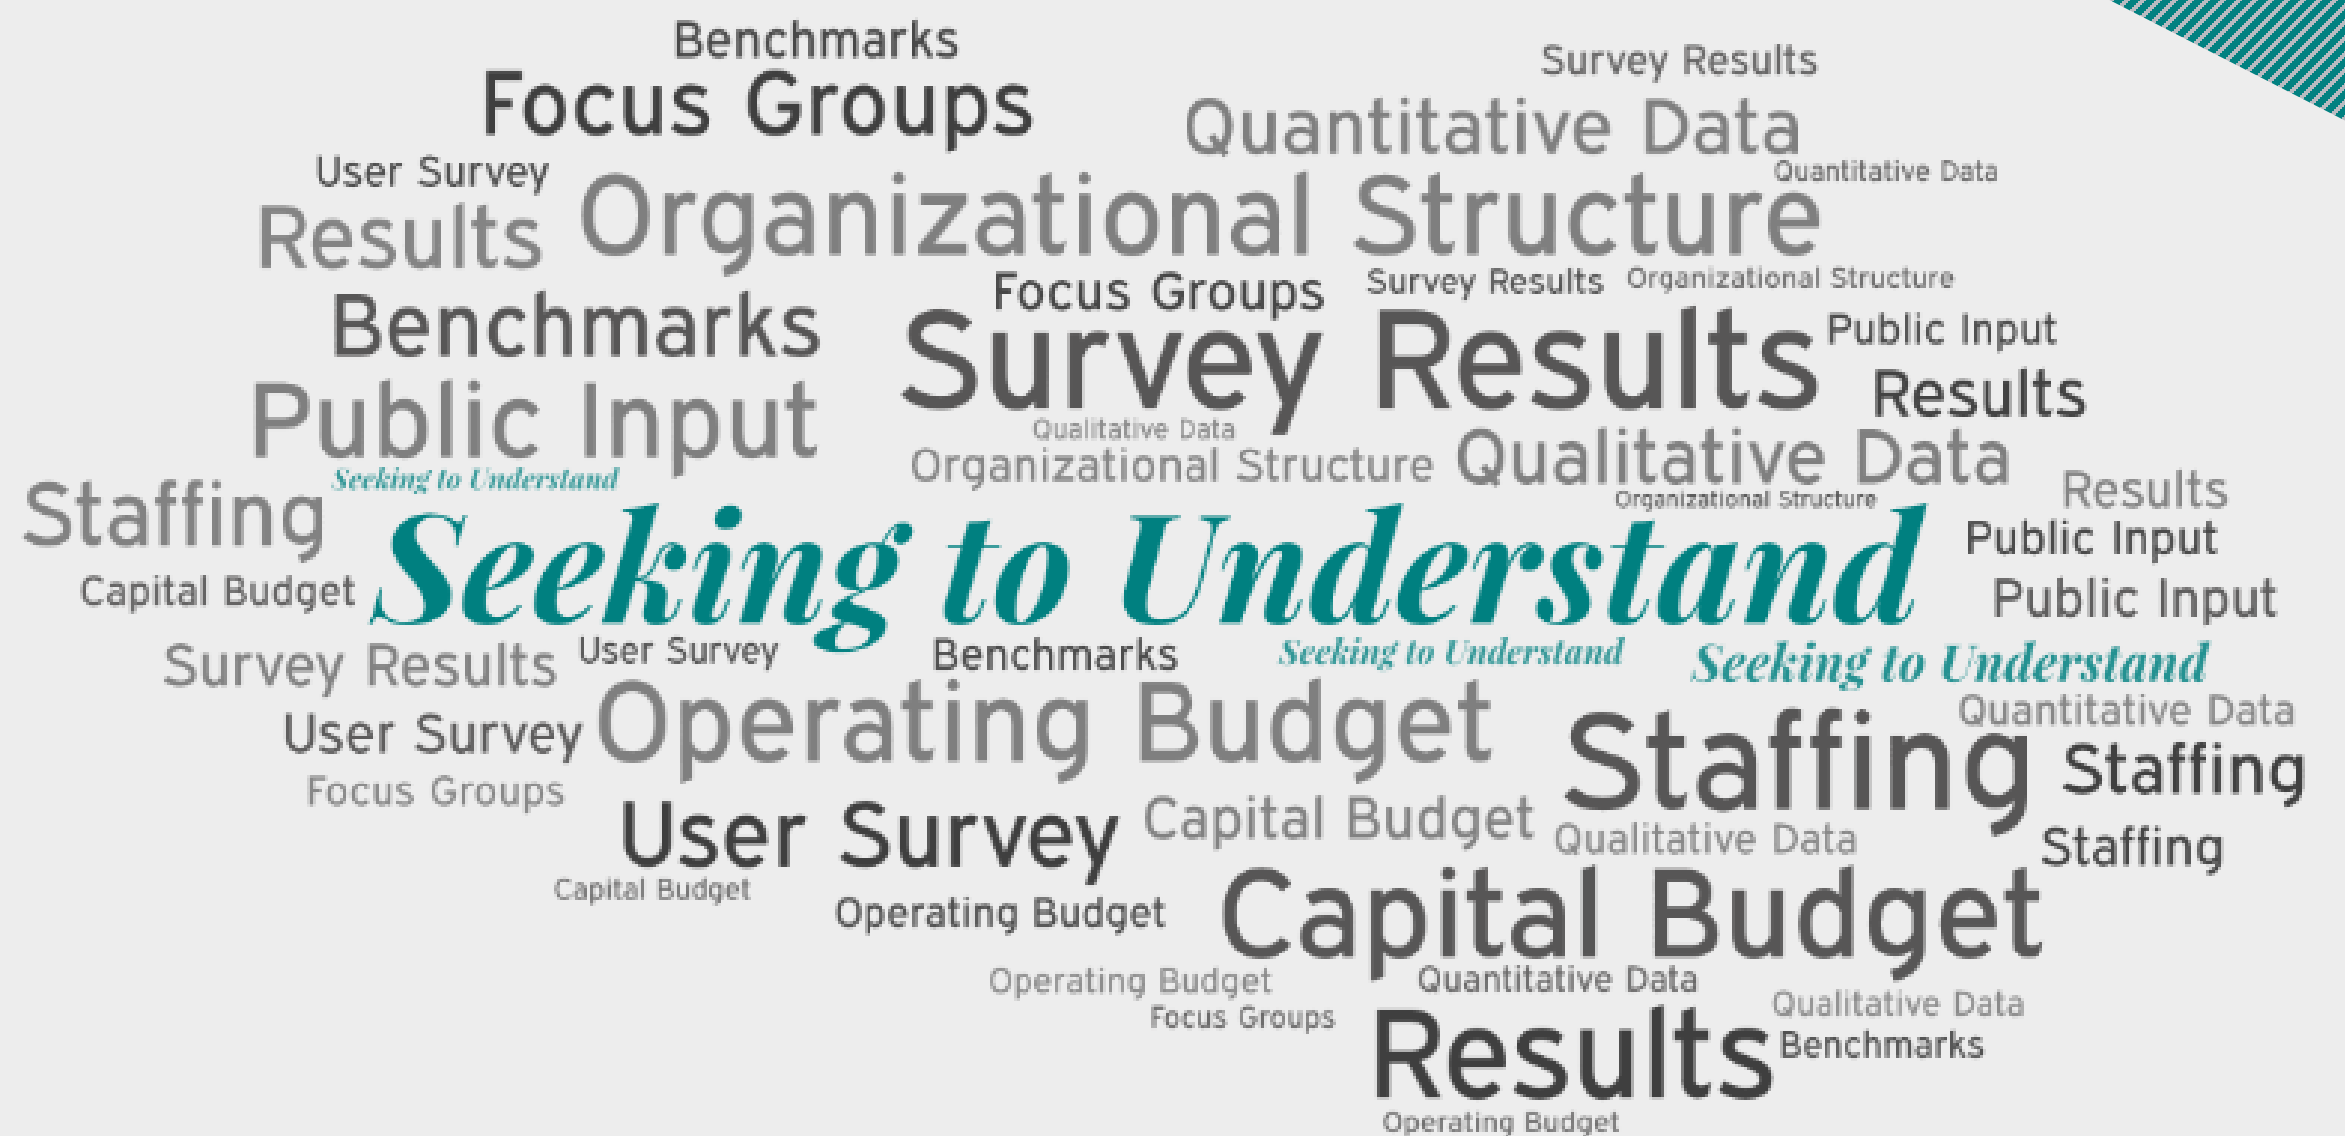 Benchmarks
Survey Results
Focus Groups
Quantitative Data
User Survey
Quantitative Data
Results
Organizational Structure
Focus Groups
Survey Results
Organizational Structure
Benchmarks
Survey Results
Public Input
Results
Public Input
Qualitative Data
Organizational Structure
Qualitative Data
Seeking to Understand
Results
Organizational Structure
Staffing
Seeking to Understand
Public Input
Capital Budget
Public Input
Survey Results
User Survey
Benchmarks
Seeking to Understand
Seeking to Understand
Quantitative Data
User Survey
Operating Budget
Staffing
Staffing
Focus Groups
User Survey
Capital Budget
Qualitative Data
Staffing
Capital Budget
Operating Budget
Capital Budget
Operating Budget
Quantitative Data
Qualitative Data
Focus Groups
Results
Benchmarks
Operating Budget